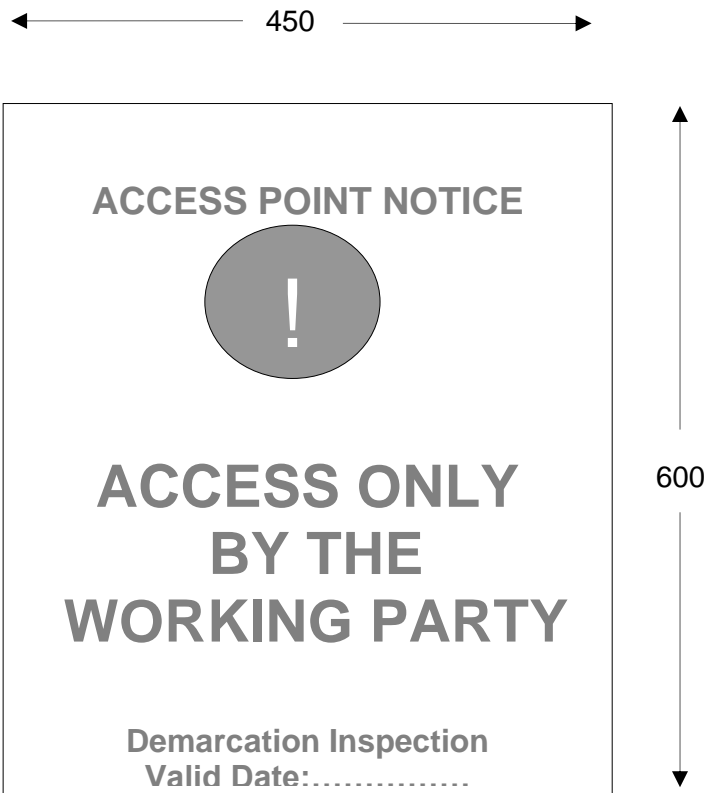 450
ACCESS POINT NOTICE
!
ACCESS ONLY
BY THE
600
WORKING PARTY
Demarcation Inspection
Valid Date:...............